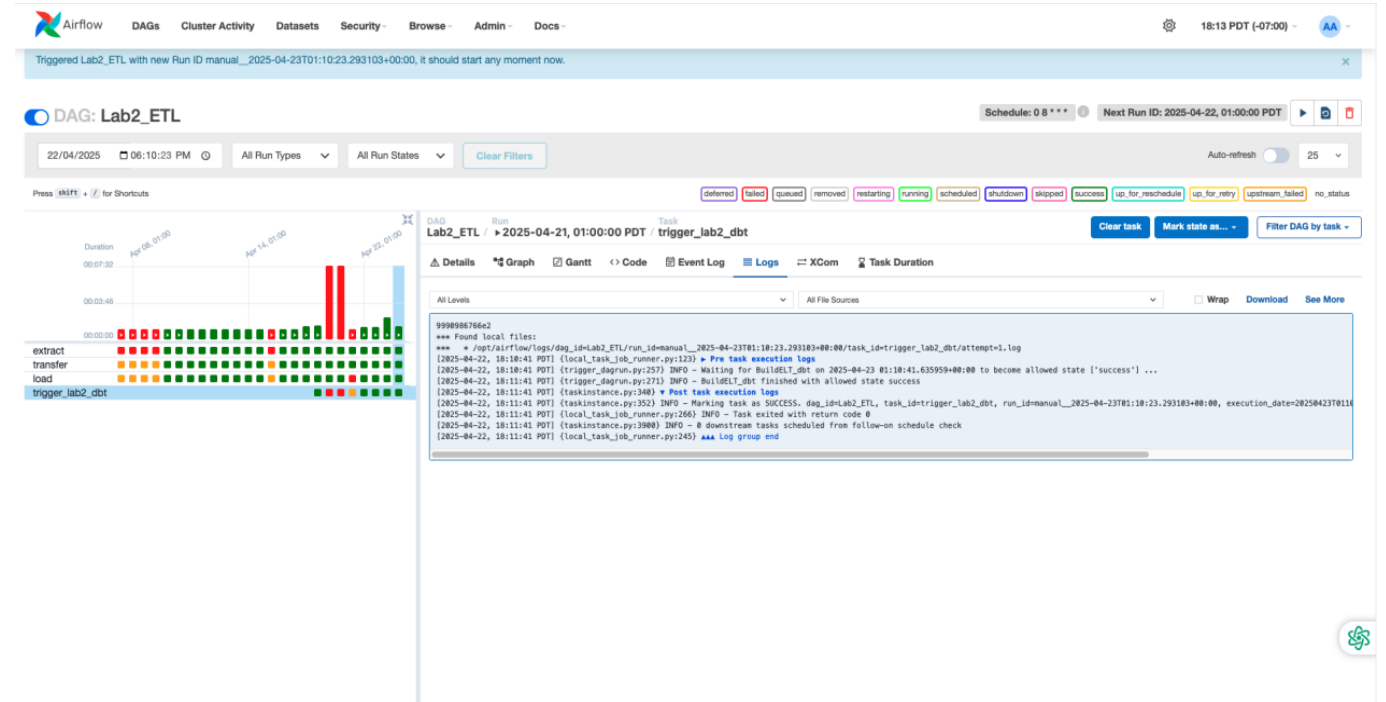 Airflow DAGs Cluster Activity Datasets Security Browse Admin Docs 18:13 PDT (-07:00) AA
Triggered Lab2_ETL with new Run ID manual__2025-04-23T01:10:23.293103+00:00, it should start any moment now. ×
DAG: Lab2_ETL Schedule: 0 8 * * * Next Run ID: 2025-04-22, 01:00:00 PDT
22/04/2025 06:10:23 PM All Run Types All Run States Clear Filters Auto-refresh 25
Press shift + / for Shortcuts deferred failed queued removed restarting running scheduled shutdown skipped success up_for_reschedule up_for_retry upstream_failed no_status
Duration
Apr 08, 01:00 Apr 14, 01:00 Apr 22, 01:00
00:07:32
00:03:46
00:00:00
extract
transfer
load
trigger_lab2_dbt
DAG Run Task
Lab2_ETL / 2025-04-21, 01:00:00 PDT / trigger_lab2_dbt Clear task Mark state as... Filter DAG by task
Details Graph Gantt Code Event Log Logs XCom Task Duration
All Levels All File Sources Wrap Download See More
9990986766e2
*** Found local files:
*** * /opt/airflow/logs/dag_id=Lab2_ETL/run_id=manual__2025-04-23T01:10:23.293103+00:00/task_id=trigger_lab2_dbt/attempt=1.log
[2025-04-22, 18:10:41 PDT] {local_task_job_runner.py:123} ▶ Pre task execution logs
[2025-04-22, 18:10:41 PDT] {trigger_dagrun.py:257} INFO - Waiting for BuildELT_dbt on 2025-04-23 01:10:41.635959+00:00 to become allowed state ['success'] ...
[2025-04-22, 18:11:41 PDT] {trigger_dagrun.py:271} INFO - BuildELT_dbt finished with allowed state success
[2025-04-22, 18:11:41 PDT] {taskinstance.py:340} ▼ Post task execution logs
[2025-04-22, 18:11:41 PDT] {taskinstance.py:352} INFO - Marking task as SUCCESS. dag_id=Lab2_ETL, task_id=trigger_lab2_dbt, run_id=manual__2025-04-23T01:10:23.293103+00:00, execution_date=20250423T0110
[2025-04-22, 18:11:41 PDT] {local_task_job_runner.py:266} INFO - Task exited with return code 0
[2025-04-22, 18:11:41 PDT] {taskinstance.py:3900} INFO - 0 downstream tasks scheduled from follow-on schedule check
[2025-04-22, 18:11:41 PDT] {local_task_job_runner.py:245} ▲▲▲ Log group end